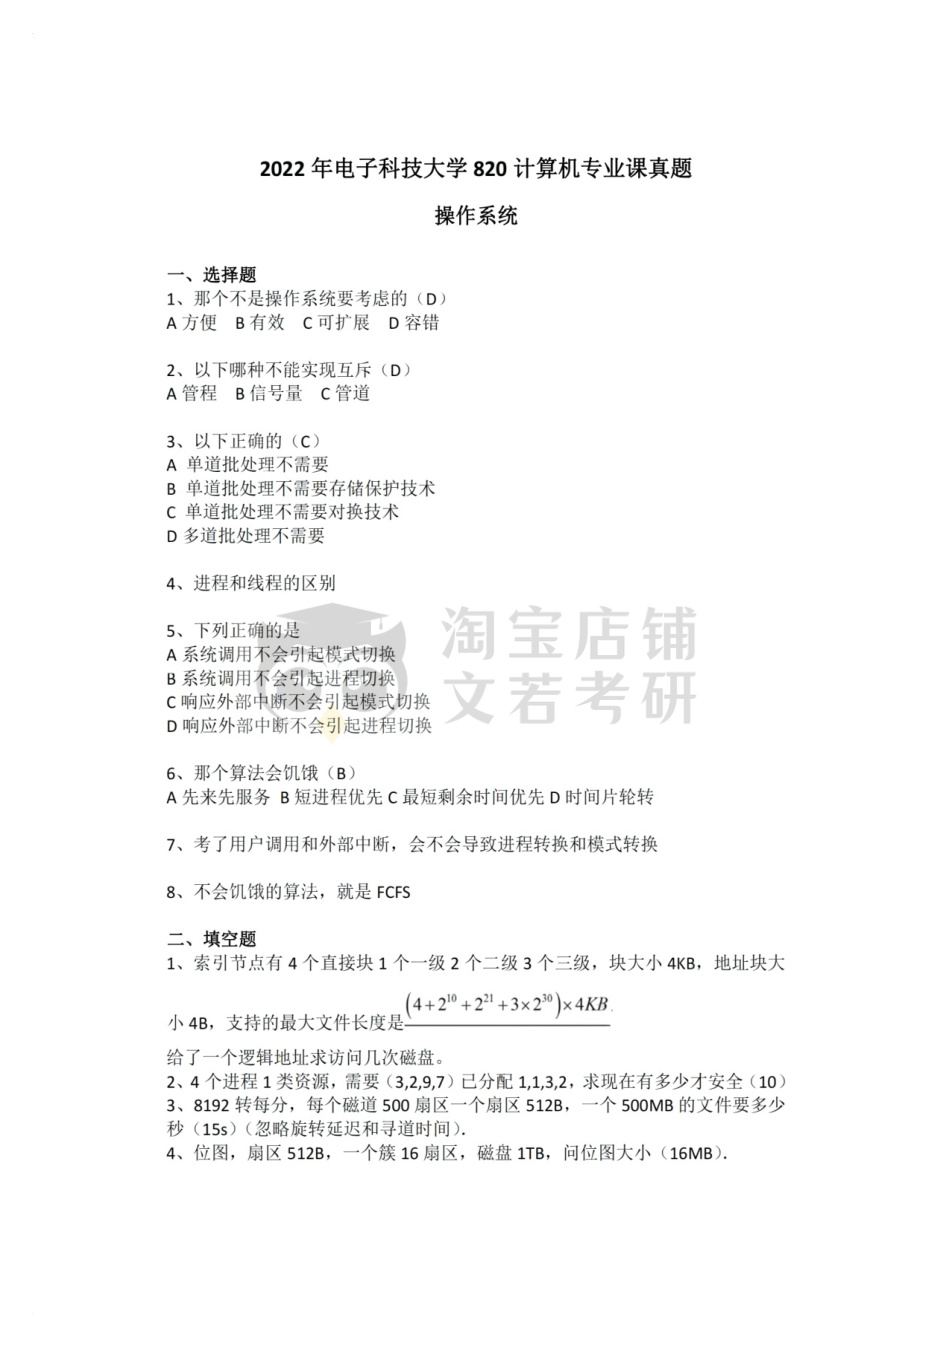 2022 年电子科技大学 820 计算机专业课真题
操作系统
一、选择题
1、那个不是操作系统要考虑的（D）
A 方便 B 有效 C 可扩展 D 容错
2、以下哪种不能实现互斥（D）
A 管程 B 信号量 C 管道
3、以下正确的（C）
A 单道批处理不需要
B 单道批处理不需要存储保护技术
C 单道批处理不需要对换技术
D 多道批处理不需要
4、进程和线程的区别
5、下列正确的是
A 系统调用不会引起模式切换
B 系统调用不会引起进程切换
C 响应外部中断不会引起模式切换
D 响应外部中断不会引起进程切换
淘宝店铺
文若考研
6、那个算法会饥饿（B）
A 先来先服务 B 短进程优先 C 最短剩余时间优先 D 时间片轮转
7、考了用户调用和外部中断，会不会导致进程转换和模式转换
8、不会饥饿的算法，就是 FCFS
二、填空题
1、索引节点有 4 个直接块 1 个一级 2 个二级 3 个三级，块大小 4KB，地址块大
小 4B，支持的最大文件长度是(4+2^10+2^21+3×2^30)×4KB.
给了一个逻辑地址求访问几次磁盘。
2、4 个进程 1 类资源，需要（3,2,9,7）已分配 1,1,3,2，求现在有多少才安全（10）
3、8192 转每分，每个磁道 500 扇区一个扇区 512B，一个 500MB 的文件要多少
秒（15s）（忽略旋转延迟和寻道时间）.
4、位图，扇区 512B，一个簇 16 扇区，磁盘 1TB，问位图大小（16MB）.